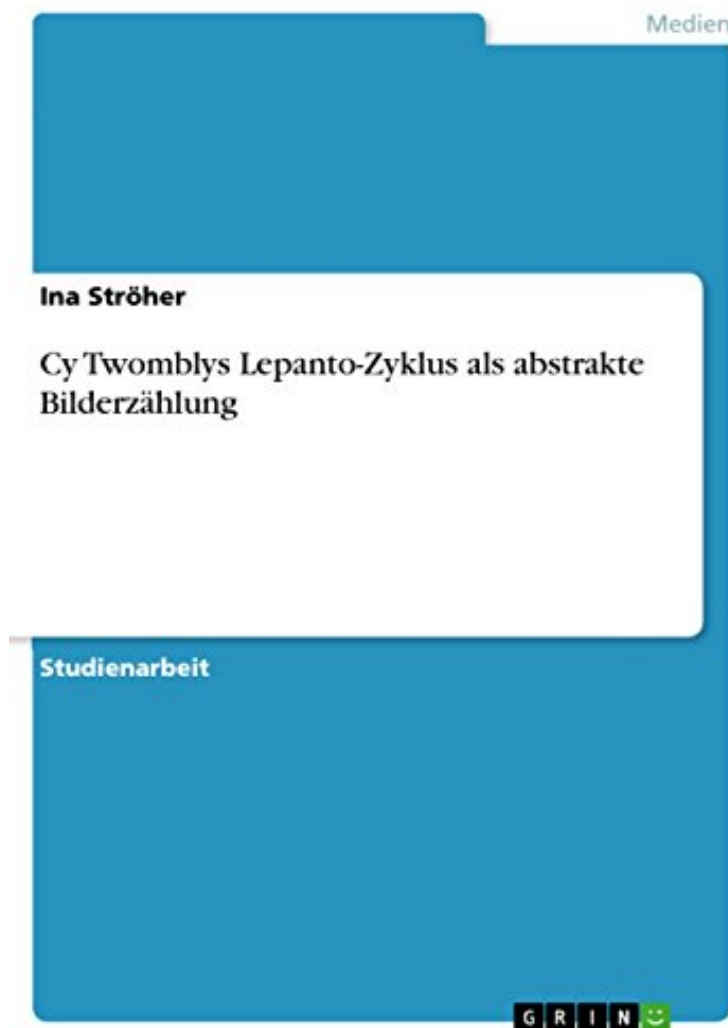 Medien
Ina Ströher
Cy Twomblys Lepanto-Zyklus als abstrakte
Bilderzählung
Studienarbeit
GRIN